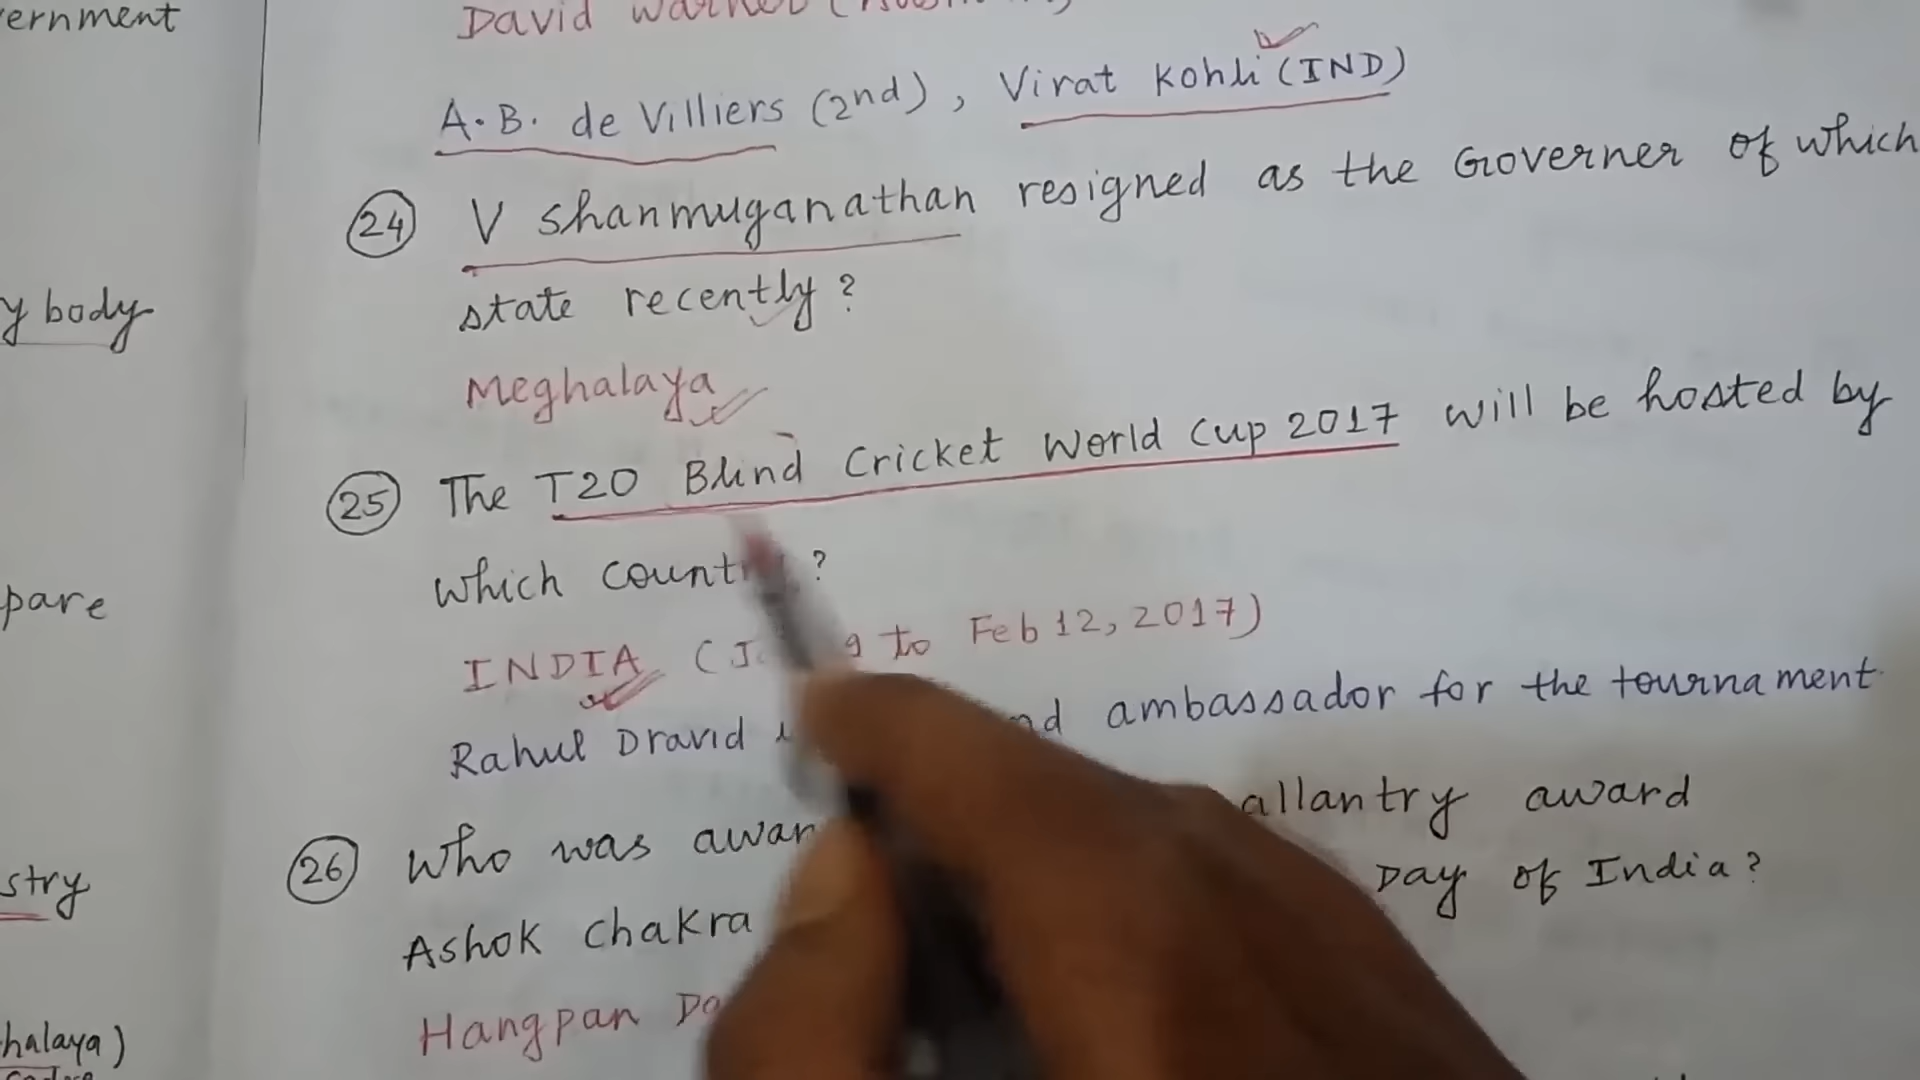 ernment
David
A.B. de Villiers (2nd), Virat Kohli (IND)
24 V Shanmuganathan resigned as the Governer of which
state recently?
Meghalaya
25 The T20 Blind Cricket World Cup 2017 will be hosted by
which
INDIA to Feb 12, 2017)
Rahul Dravid ambassador for the tournament
26 Who was award
Ashok Chakra Day of India?
Hangpan
y body
pare
stry
halaya)